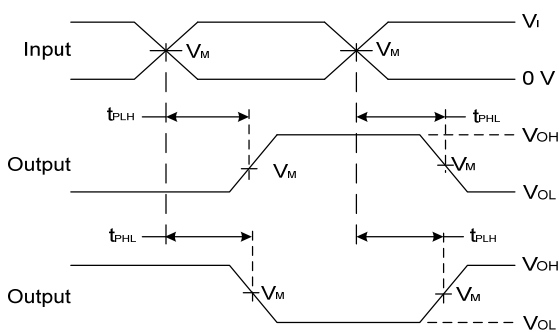 VI
Input
VM
VM
0 V
tPLH
tPHL
VOH
Output
VM
VM
VOL
tPHL
tPLH
VOH
Output
VM
VM
VOL